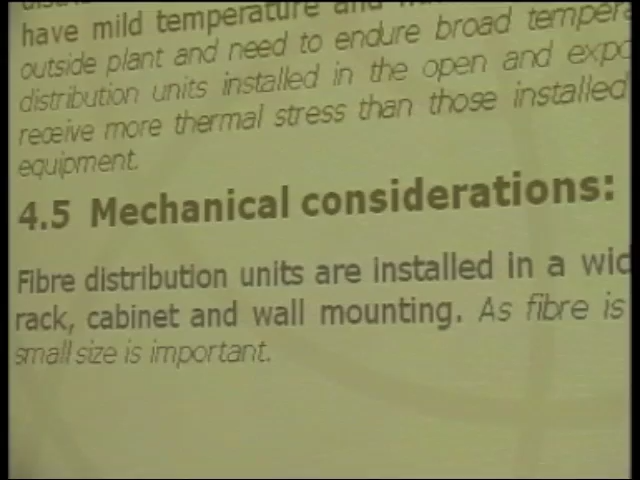 have mild temperature and
outside plant and need to endure broad
distribution units installed in the open and
receive more thermal stress than those installed
equipment.
4.5 Mechanical considerations:
Fibre distribution units are installed in a
rack, cabinet and wall mounting. As fibre is
small size is important.